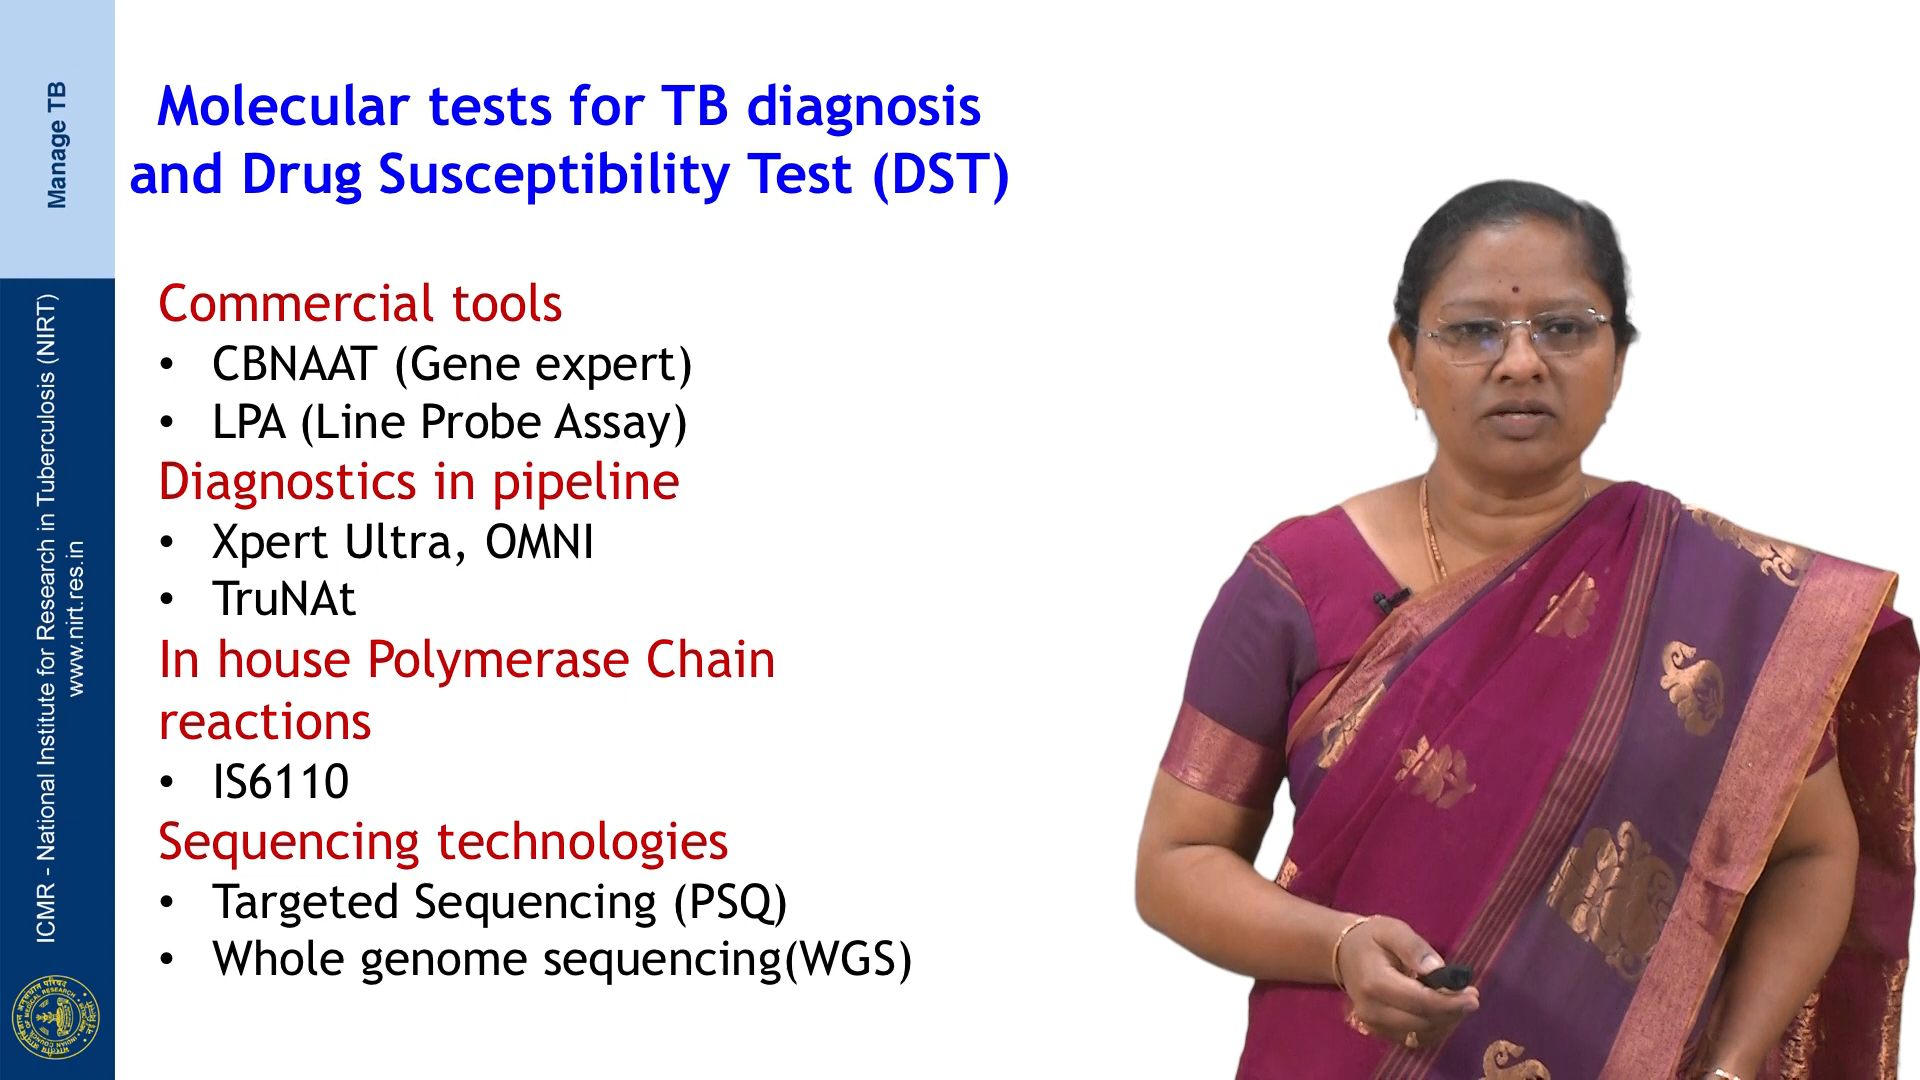 Manage TB
ICMR - National Institute for Research in Tuberculosis (NIRT)
www.nirt.res.in
Molecular tests for TB diagnosis
and Drug Susceptibility Test (DST)
Commercial tools
• CBNAAT (Gene expert)
• LPA (Line Probe Assay)
Diagnostics in pipeline
• Xpert Ultra, OMNI
• TruNAt
In house Polymerase Chain
reactions
• IS6110
Sequencing technologies
• Targeted Sequencing (PSQ)
• Whole genome sequencing(WGS)